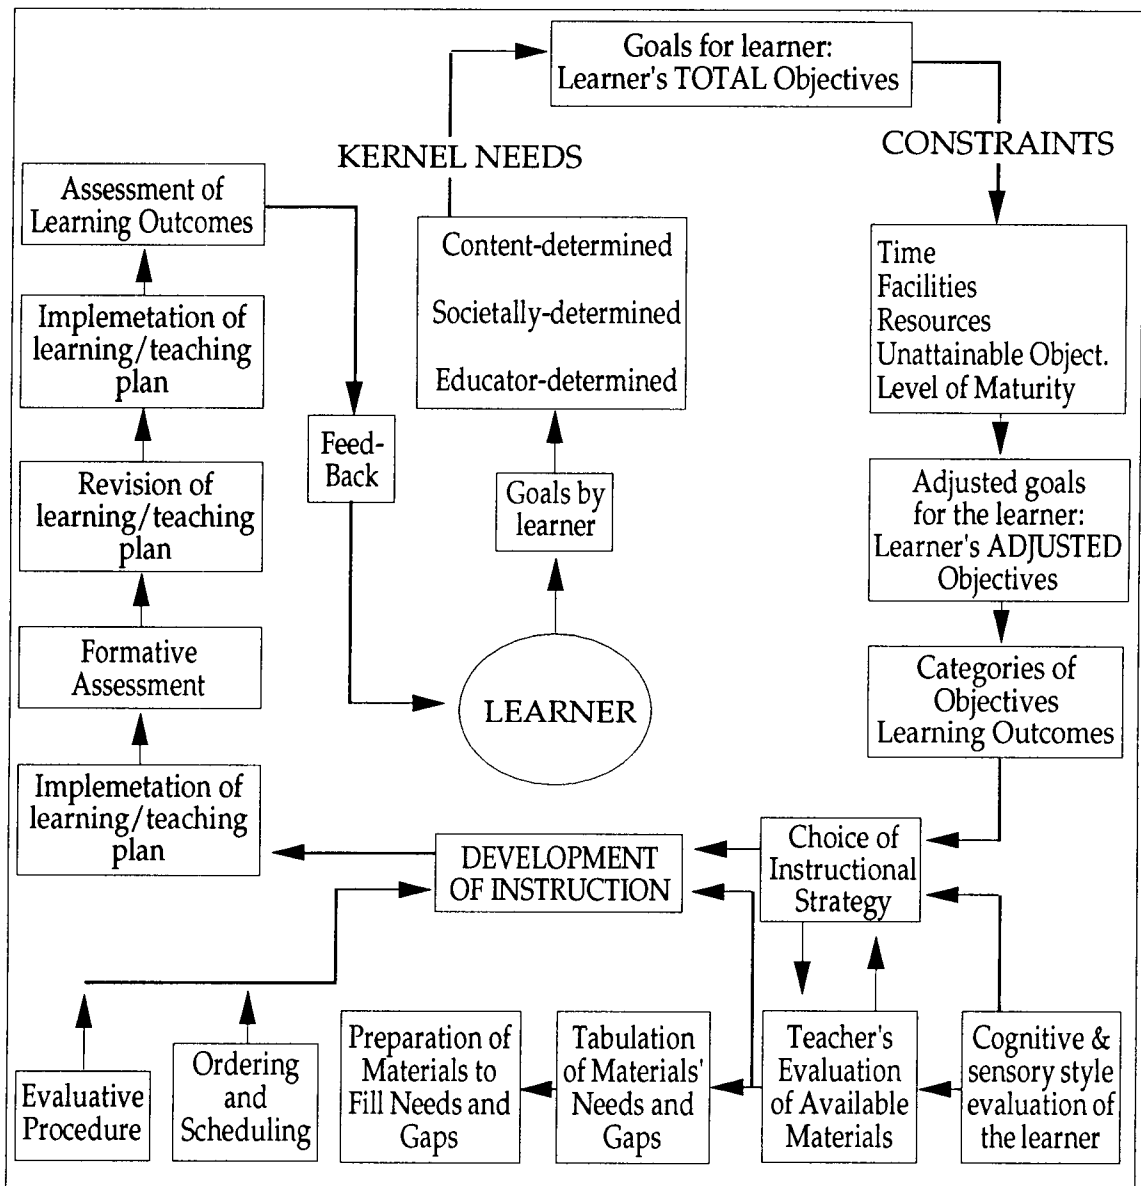 Goals for learner:
Learner's TOTAL Objectives
KERNEL NEEDS
CONSTRAINTS
Assessment of
Learning Outcomes
Content-determined
Societally-determined
Educator-determined
Time
Facilities
Resources
Unattainable Object.
Level of Maturity
Implemetation of
learning/teaching
plan
Feed-
Back
Goals by
learner
Revision of
learning/teaching
plan
Adjusted goals
for the learner:
Learner's ADJUSTED
Objectives
Formative
Assessment
LEARNER
Categories of
Objectives
Learning Outcomes
Implemetation of
learning/teaching
plan
DEVELOPMENT
OF INSTRUCTION
Choice of
Instructional
Strategy
Evaluative
Procedure
Ordering
and
Scheduling
Preparation of
Materials to
Fill Needs and
Gaps
Tabulation
of Materials'
Needs and
Gaps
Teacher's
Evaluation
of Available
Materials
Cognitive &
sensory style
evaluation of
the learner